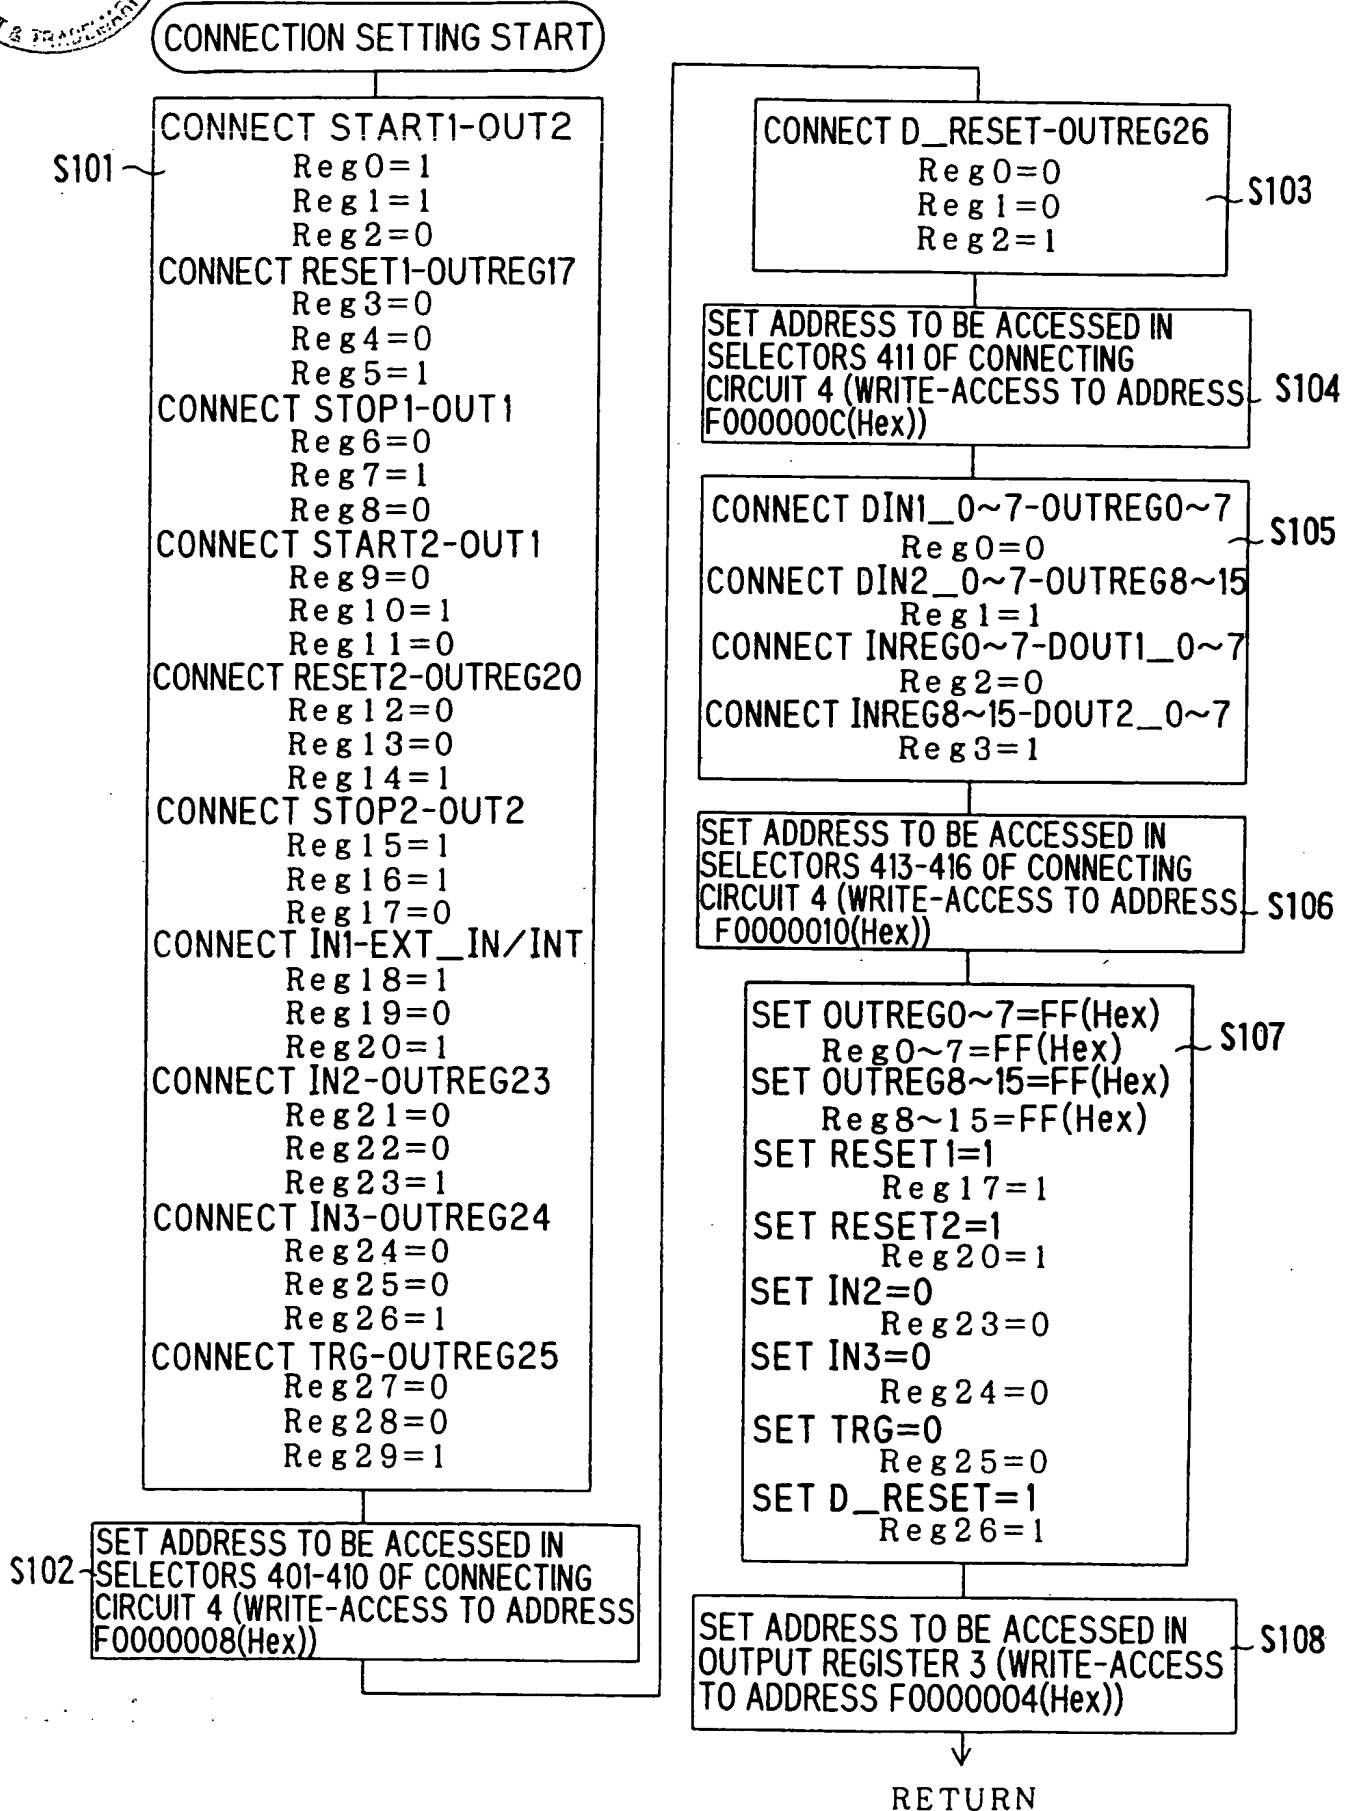 & TRADEMAR
CONNECTION SETTING START
S101
CONNECT START1-OUT2
Reg0=1
Reg1=1
Reg2=0
CONNECT RESET1-OUTREG17
Reg3=0
Reg4=0
Reg5=1
CONNECT STOP1-OUT1
Reg6=0
Reg7=1
Reg8=0
CONNECT START2-OUT1
Reg9=0
Reg10=1
Reg11=0
CONNECT RESET2-OUTREG20
Reg12=0
Reg13=0
Reg14=1
CONNECT STOP2-OUT2
Reg15=1
Reg16=1
Reg17=0
CONNECT IN1-EXT_IN/INT
Reg18=1
Reg19=0
Reg20=1
CONNECT IN2-OUTREG23
Reg21=0
Reg22=0
Reg23=1
CONNECT IN3-OUTREG24
Reg24=0
Reg25=0
Reg26=1
CONNECT TRG-OUTREG25
Reg27=0
Reg28=0
Reg29=1
S102
SET ADDRESS TO BE ACCESSED IN
SELECTORS 401-410 OF CONNECTING
CIRCUIT 4 (WRITE-ACCESS TO ADDRESS
F0000008(Hex))
CONNECT D_RESET-OUTREG26
Reg0=0
Reg1=0
Reg2=1
S103
SET ADDRESS TO BE ACCESSED IN
SELECTORS 411 OF CONNECTING
CIRCUIT 4 (WRITE-ACCESS TO ADDRESS
F000000C(Hex))
S104
CONNECT DIN1_0~7-OUTREG0~7
Reg0=0
CONNECT DIN2_0~7-OUTREG8~15
Reg1=1
CONNECT INREG0~7-DOUT1_0~7
Reg2=0
CONNECT INREG8~15-DOUT2_0~7
Reg3=1
S105
SET ADDRESS TO BE ACCESSED IN
SELECTORS 413-416 OF CONNECTING
CIRCUIT 4 (WRITE-ACCESS TO ADDRESS
F0000010(Hex))
S106
SET OUTREG0~7=FF(Hex)
Reg0~7=FF(Hex)
SET OUTREG8~15=FF(Hex)
Reg8~15=FF(Hex)
SET RESET1=1
Reg17=1
SET RESET2=1
Reg20=1
SET IN2=0
Reg23=0
SET IN3=0
Reg24=0
SET TRG=0
Reg25=0
SET D_RESET=1
Reg26=1
S107
SET ADDRESS TO BE ACCESSED IN
OUTPUT REGISTER 3 (WRITE-ACCESS
TO ADDRESS F0000004(Hex))
S108
RETURN